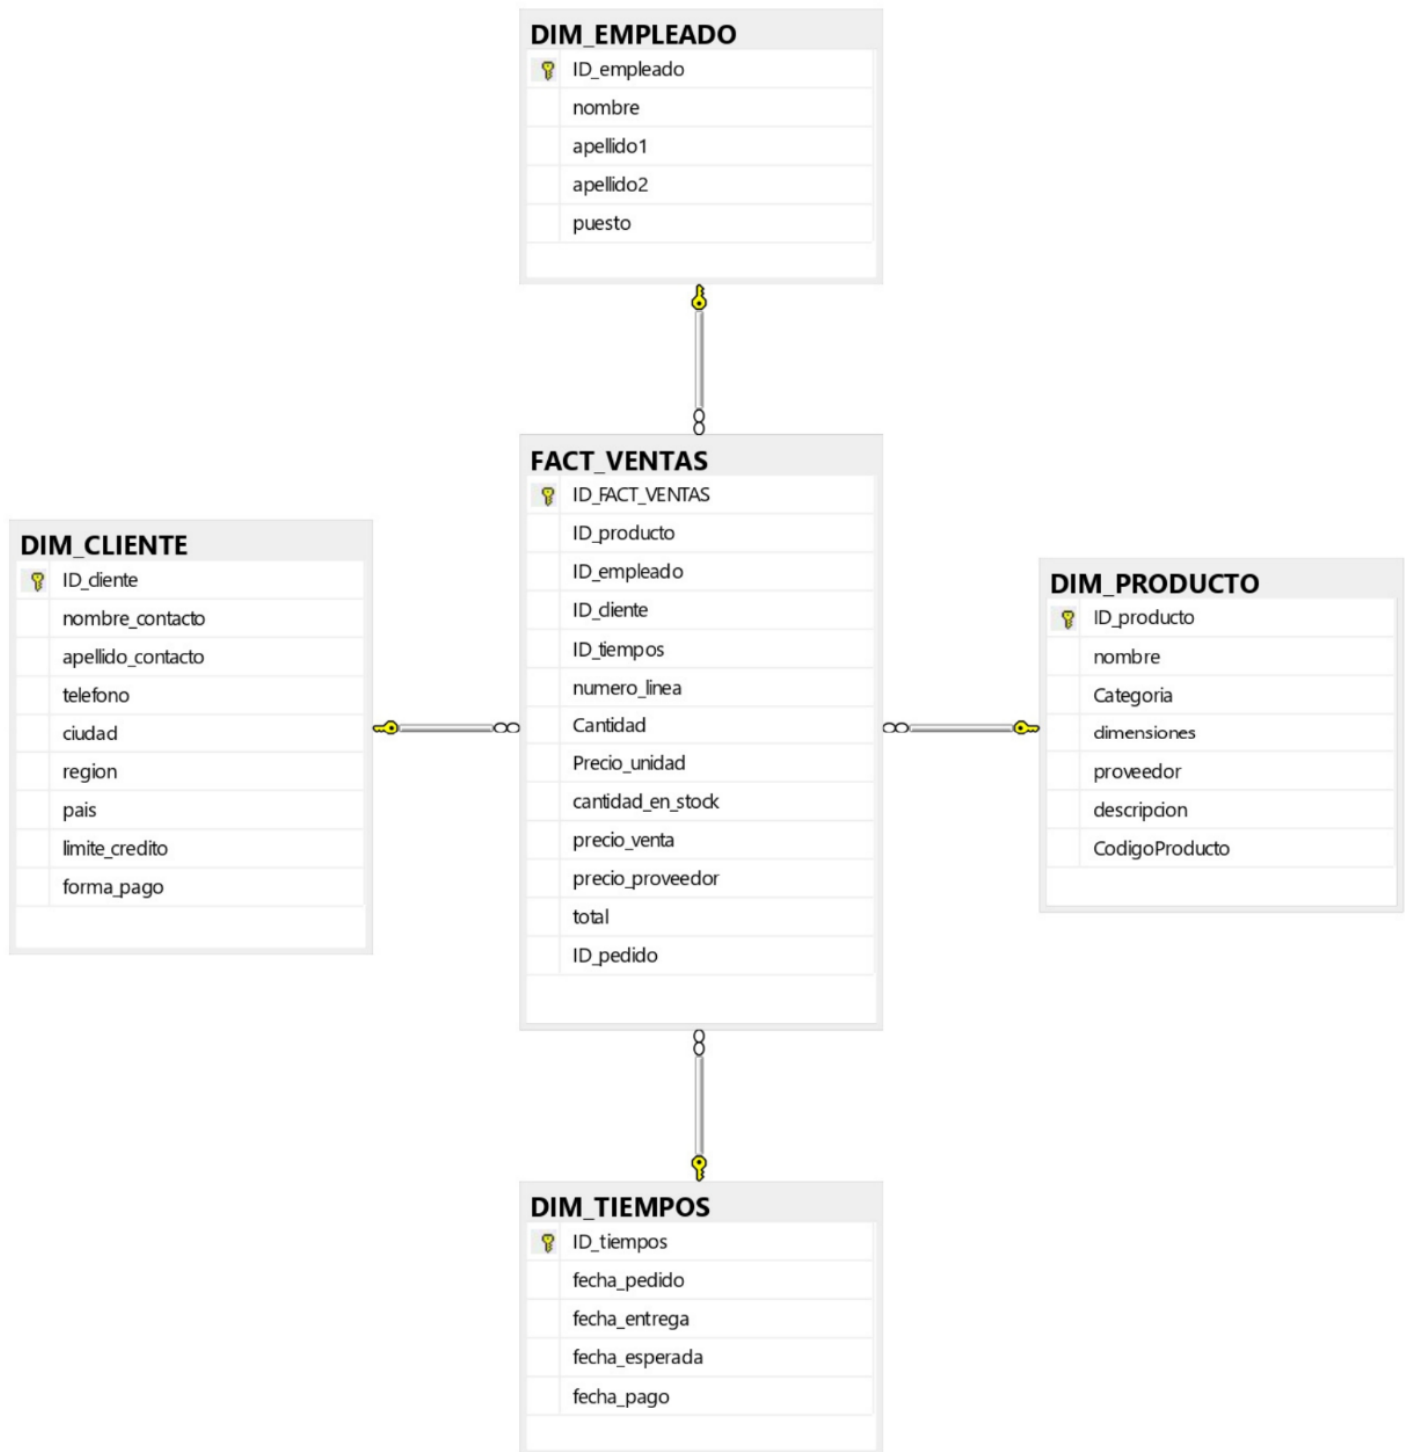 DIM_EMPLEADO
ID_empleado
nombre
apellido1
apellido2
puesto
FACT_VENTAS
ID_FACT_VENTAS
ID_producto
ID_empleado
ID_cliente
ID_tiempos
numero_linea
Cantidad
Precio_unidad
cantidad_en_stock
precio_venta
precio_proveedor
total
ID_pedido
DIM_CLIENTE
ID_cliente
nombre_contacto
apellido_contacto
telefono
ciudad
region
pais
limite_credito
forma_pago
DIM_PRODUCTO
ID_producto
nombre
Categoria
dimensiones
proveedor
descripcion
CodigoProducto
DIM_TIEMPOS
ID_tiempos
fecha_pedido
fecha_entrega
fecha_esperada
fecha_pago